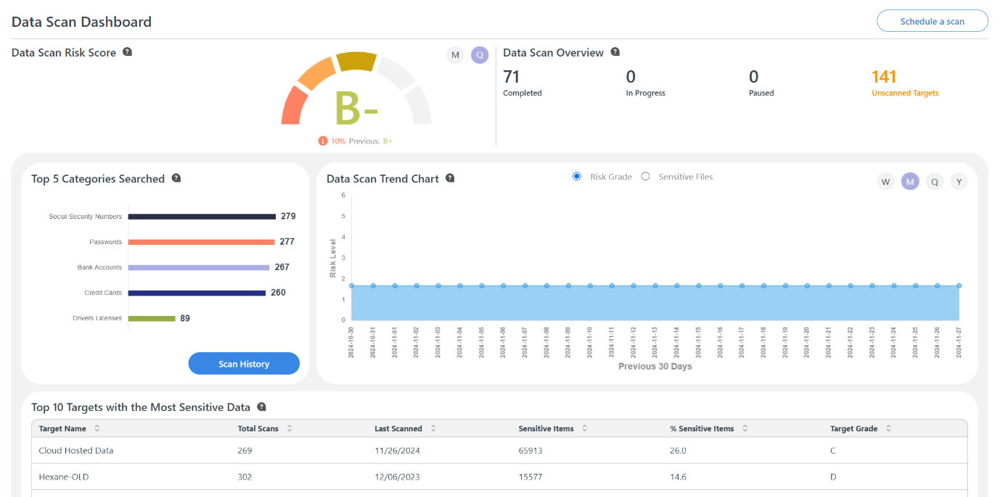 Data Scan Dashboard
Schedule a scan
Data Scan Risk Score ?
M Q
B-
10% Previous: B+
Data Scan Overview ?
71 0 0 141
Completed In Progress Paused Unscanned Targets
Top 5 Categories Searched ?
Social Security Numbers 279
Passwords 277
Bank Accounts 267
Credit Cards 260
Drivers Licenses 89
Scan History
Data Scan Trend Chart ?
Risk Grade Sensitive Files
W M Q Y
Risk Level
6
5
4
3
2
1
0
2024-10-30
2024-10-31
2024-11-01
2024-11-02
2024-11-03
2024-11-04
2024-11-05
2024-11-06
2024-11-07
2024-11-08
2024-11-09
2024-11-10
2024-11-11
2024-11-12
2024-11-13
2024-11-14
2024-11-15
2024-11-16
2024-11-17
2024-11-18
2024-11-19
2024-11-20
2024-11-21
2024-11-22
2024-11-23
2024-11-24
2024-11-25
2024-11-26
2024-11-27
Previous 30 Days
Top 10 Targets with the Most Sensitive Data ?
Target Name Total Scans Last Scanned Sensitive Items % Sensitive Items Target Grade
Cloud Hosted Data 269 11/26/2024 65913 26.0 C
Hexane-OLD 302 12/06/2023 15577 14.6 D